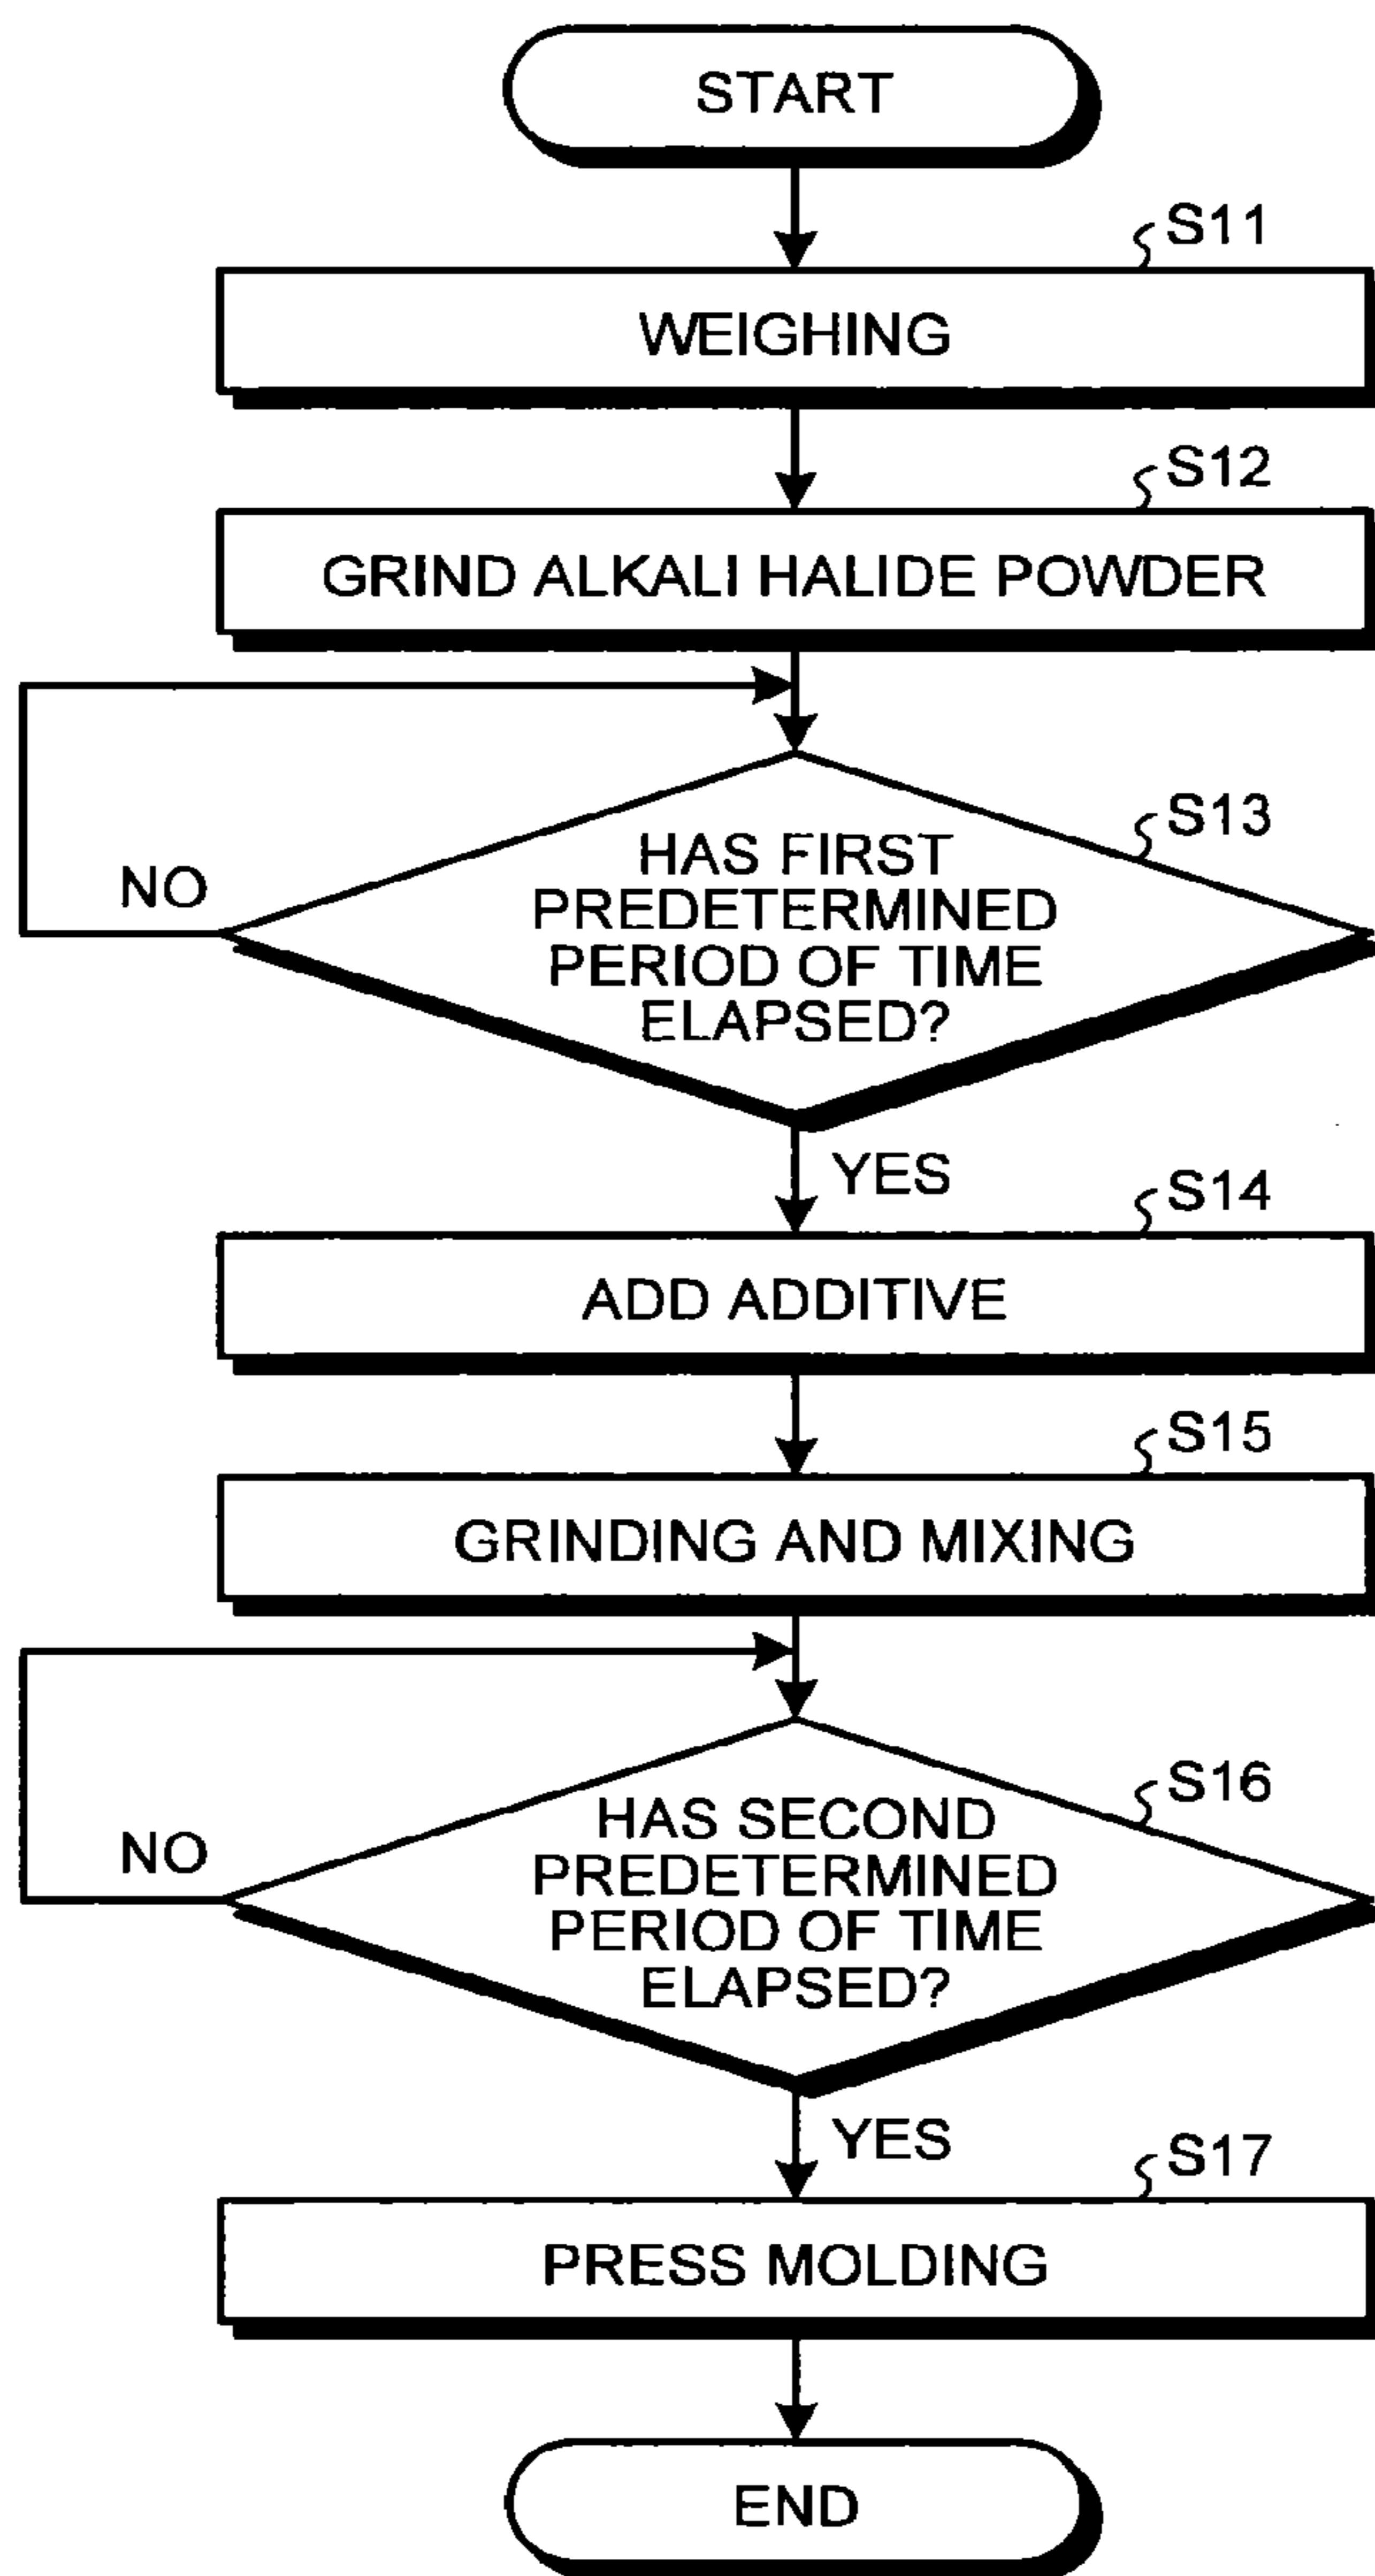 START
S11
WEIGHING
S12
GRIND ALKALI HALIDE POWDER
S13
HAS FIRST
PREDETERMINED
PERIOD OF TIME
ELAPSED?
NO
YES
S14
ADD ADDITIVE
S15
GRINDING AND MIXING
S16
HAS SECOND
PREDETERMINED
PERIOD OF TIME
ELAPSED?
NO
YES
S17
PRESS MOLDING
END